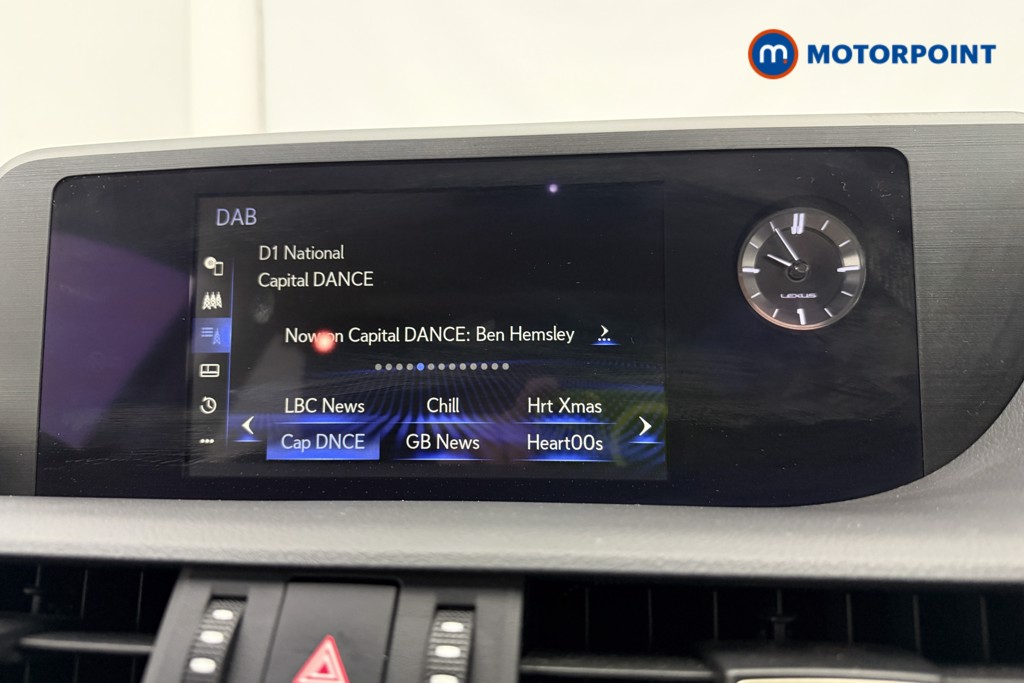 m MOTORPOINT
DAB
D1 National
Capital DANCE
Now on Capital DANCE: Ben Hemsley
LBC News Chill Hrt Xmas
Cap DNCE GB News Heart00s
LEXUS